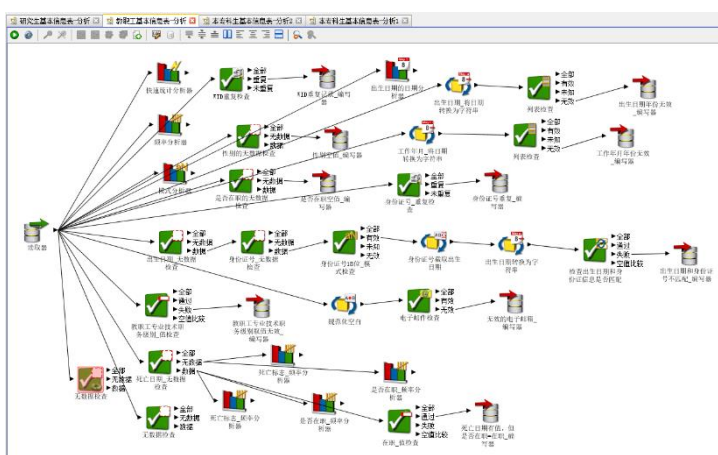 研究生基本信息表-分析
教职工基本信息表-分析
本专科生基本信息表-分析2
本专科生基本信息表-分析1
读取器
快速统计分析器
全部
重复
未重复
WID重复检查
WID重复记录_编写
器
出生日期的日期分
析器
出生日期_将日期
转换为字符串
全部
有效
未知
无效
列表检查
出生日期年份无效
_编写器
频率分析器
全部
无数据
数据
性别的无数据检查
性别空值_编写
器
工作年月_将日期
转换为字符串
全部
有效
未知
无效
列表检查
工作年月年份无效
_编写器
模式分析器
全部
无数据
数据
是否在职的无数据
检查
是否在职空值_编
写器
全部
重复
未重复
身份证号_重复检
查
身份证号重复_编
写器
全部
无数据
数据
出生日期_无数据
检查
全部
无数据
数据
身份证号_无数据
检查
全部
有效
未知
无效
身份证号18位_模
式检查
身份证号截取出生
日期
出生日期转换为字
符串
全部
通过
失败
空值比较
检查出生日期和身
份证信息是否匹配
出生日期和身份证
号不匹配_编写器
全部
通过
失败
空值比较
教职工专业技术职
务级别_值检查
教职工专业技术职
务级别取值无效_
编写器
规范化空白
全部
有效
无效
电子邮件检查
无效的电子邮箱_
编写器
全部
无数据
数据
无数据检查
全部
无数据
数据
死亡日期_无数据
检查
死亡标志_频率分
析器
是否在职_频率分
析器
全部
无数据
数据
无数据检查
死亡标志_频率分
析器
是否在职_频率分
析器
全部
通过
失败
空值比较
在职_值检查
死亡日期有值，但
是否在职=在职_编
写器